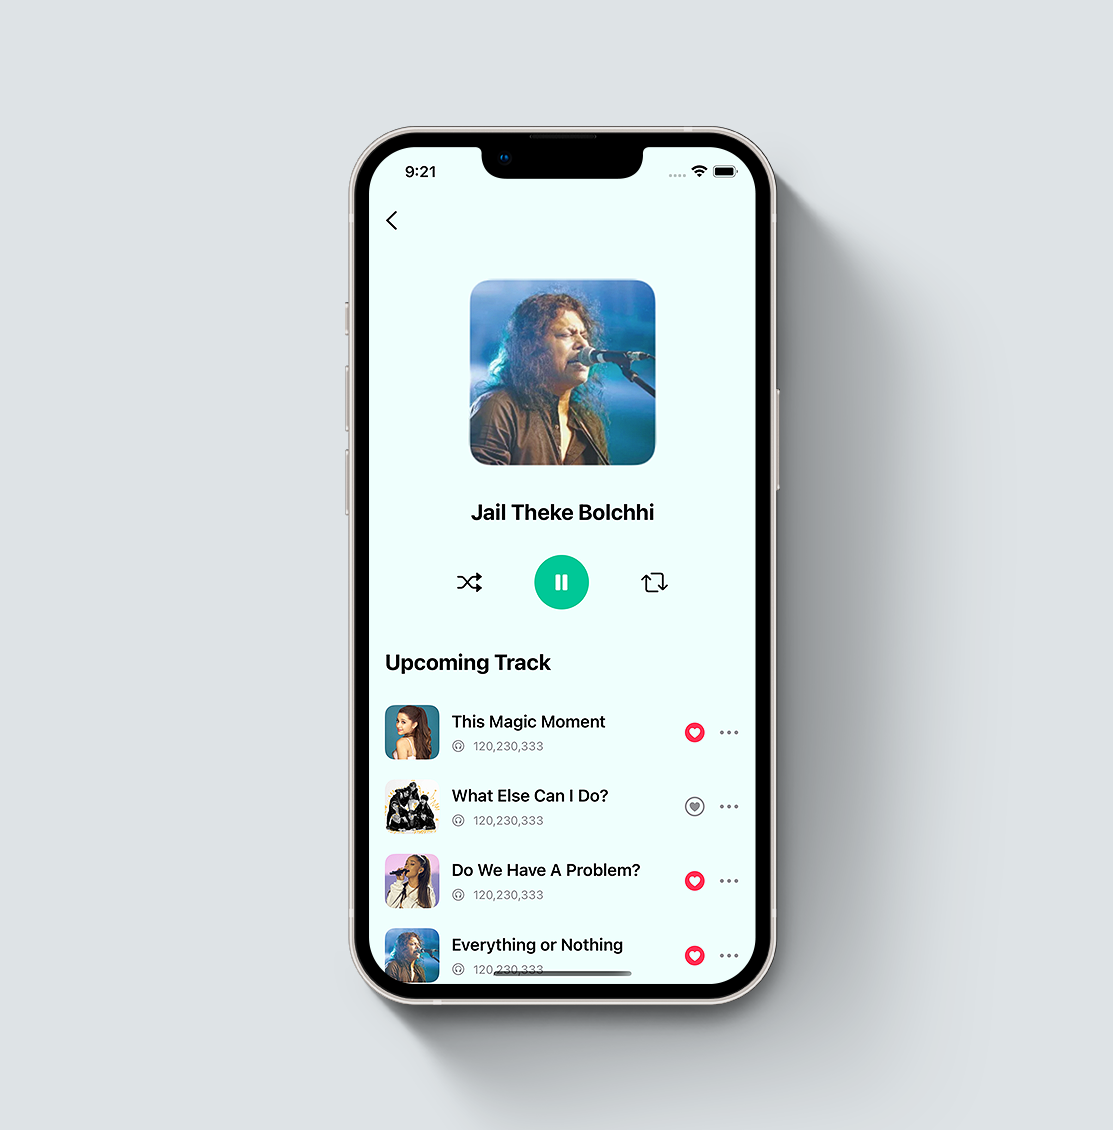 9:21
Jail Theke Bolchhi
Upcoming Track
This Magic Moment
120,230,333
What Else Can I Do?
120,230,333
Do We Have A Problem?
120,230,333
Everything or Nothing
120,230,333